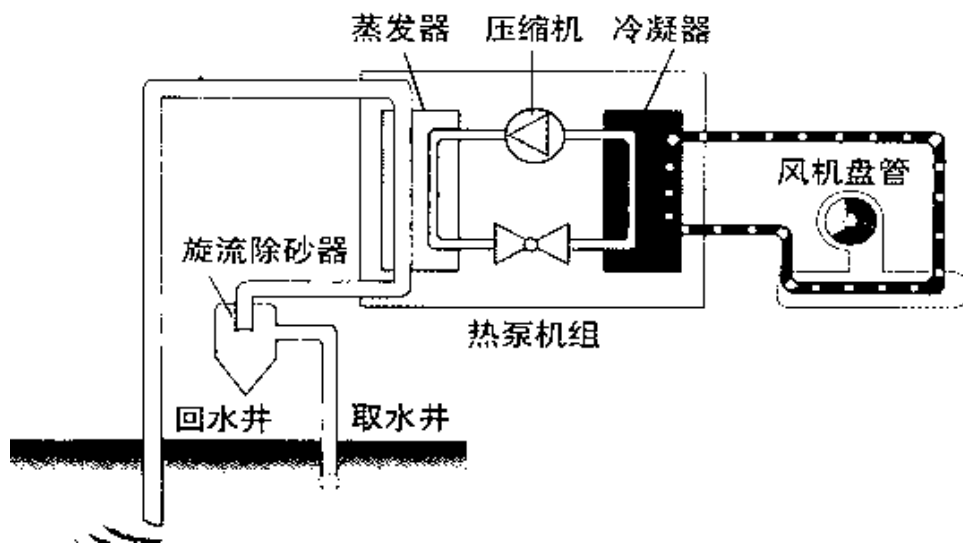 蒸发器
压缩机
冷凝器
风机盘管
旋流除砂器
热泵机组
回水井
取水井